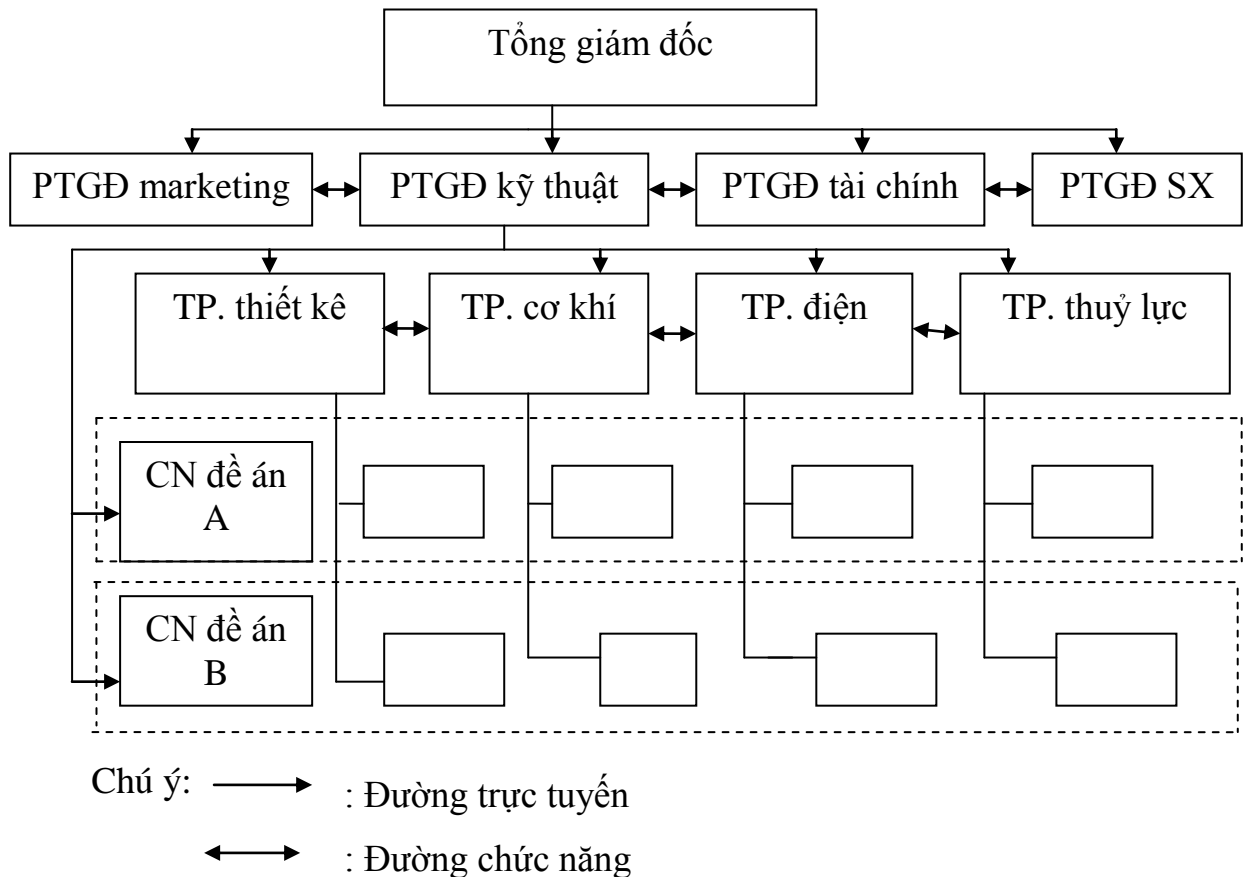 Tổng giám đốc
PTGĐ marketing
PTGĐ kỹ thuật
PTGĐ tài chính
PTGĐ SX
TP. thiết kê
TP. cơ khí
TP. điện
TP. thuỷ lực
CN đề án
A
CN đề án
B
Chú ý:
: Đường trực tuyến
: Đường chức năng